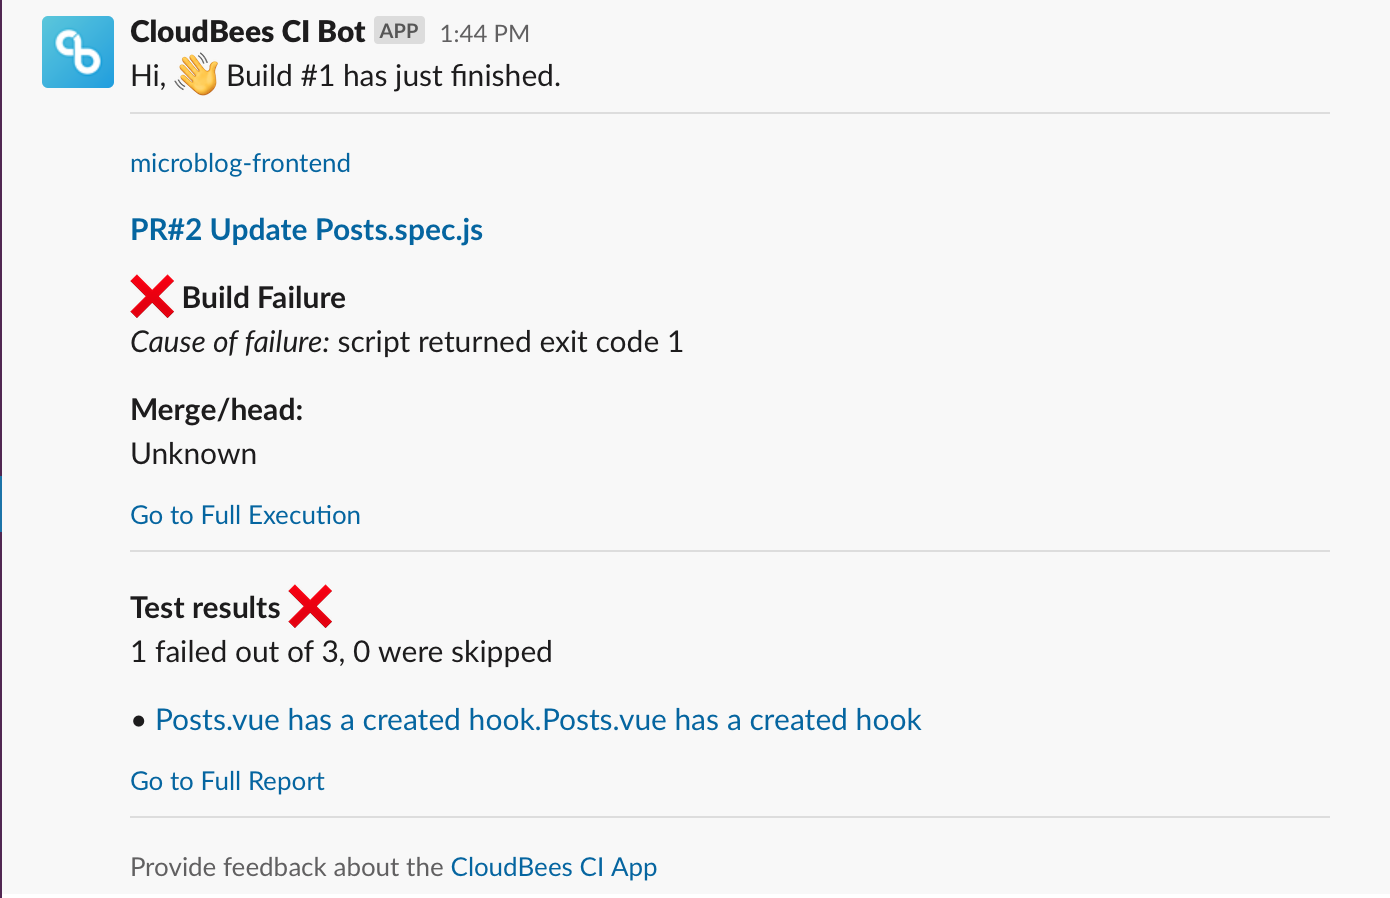 CloudBees CI Bot APP 1:44 PM
Hi, 👋 Build #1 has just finished.
microblog-frontend
PR#2 Update Posts.spec.js
❌ Build Failure
Cause of failure: script returned exit code 1
Merge/head:
Unknown
Go to Full Execution
Test results ❌
1 failed out of 3, 0 were skipped
• Posts.vue has a created hook.Posts.vue has a created hook
Go to Full Report
Provide feedback about the CloudBees CI App